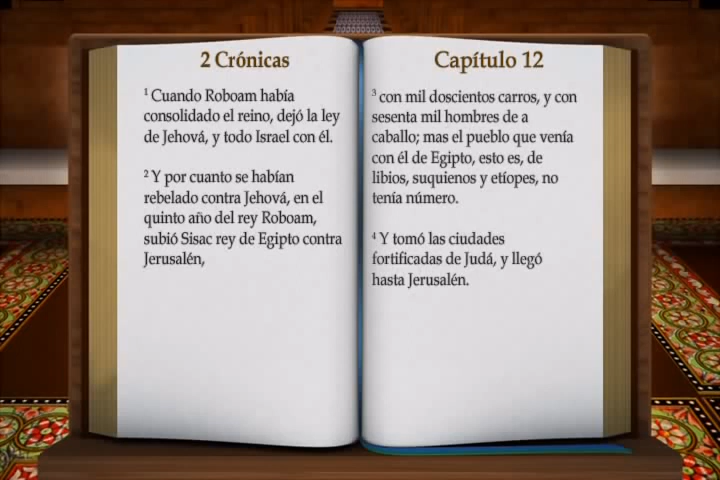 2 Crónicas
1 Cuando Roboam había
consolidado el reino, dejó la ley
de Jehová, y todo Israel con él.
2 Y por cuanto se habían
rebelado contra Jehová, en el
quinto año del rey Roboam,
subió Sisac rey de Egipto contra
Jerusalén,
Capítulo 12
3 con mil doscientos carros, y con
sesenta mil hombres de a
caballo; mas el pueblo que venía
con él de Egipto, esto es, de
libios, suquienos y etíopes, no
tenía número.
4 Y tomó las ciudades
fortificadas de Judá, y llegó
hasta Jerusalén.